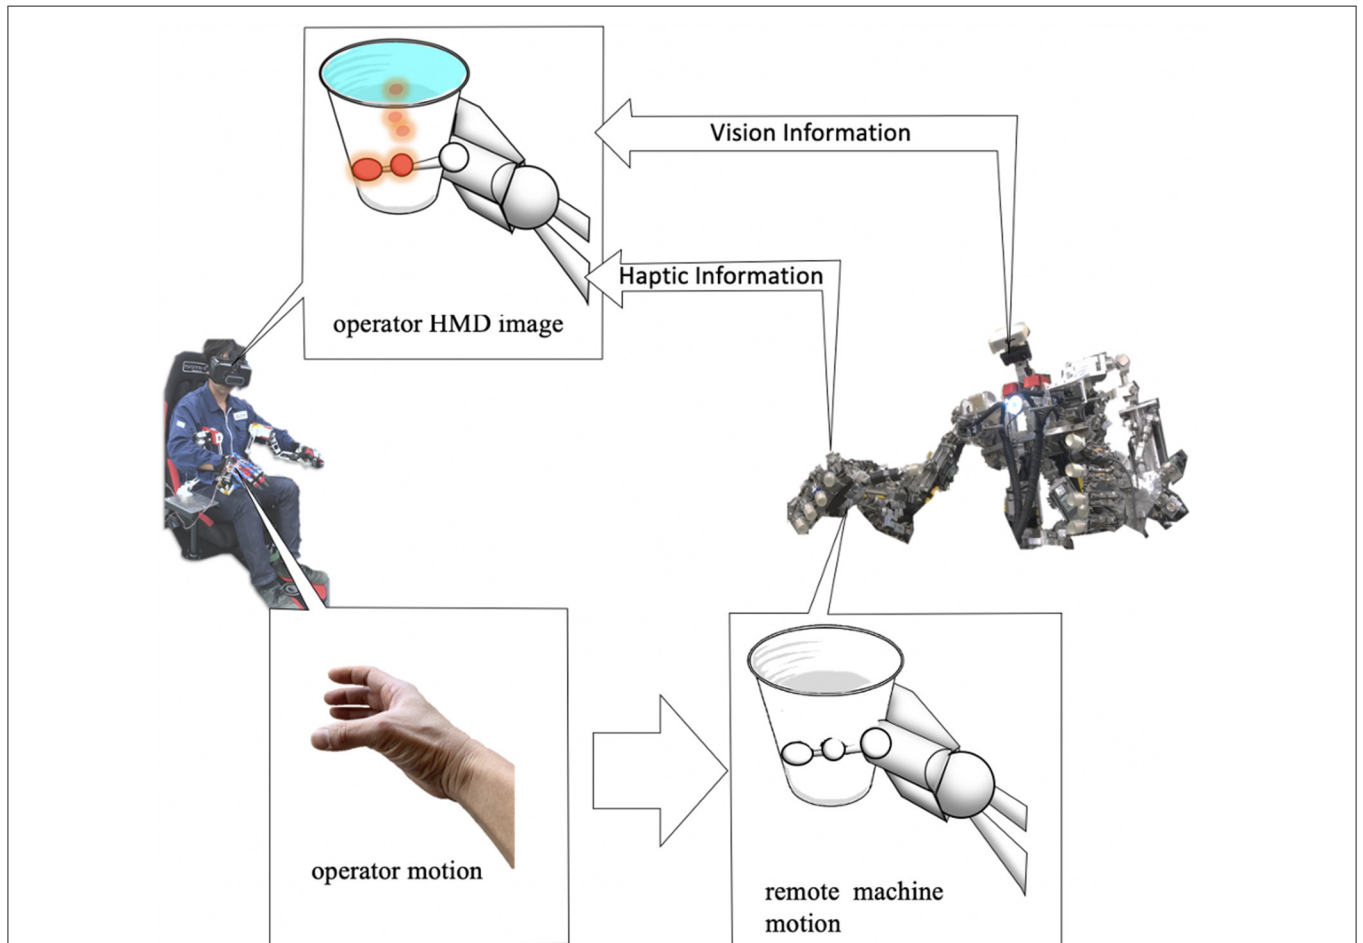 Vision Information
Haptic Information
operator HMD image
operator motion
remote machine
motion